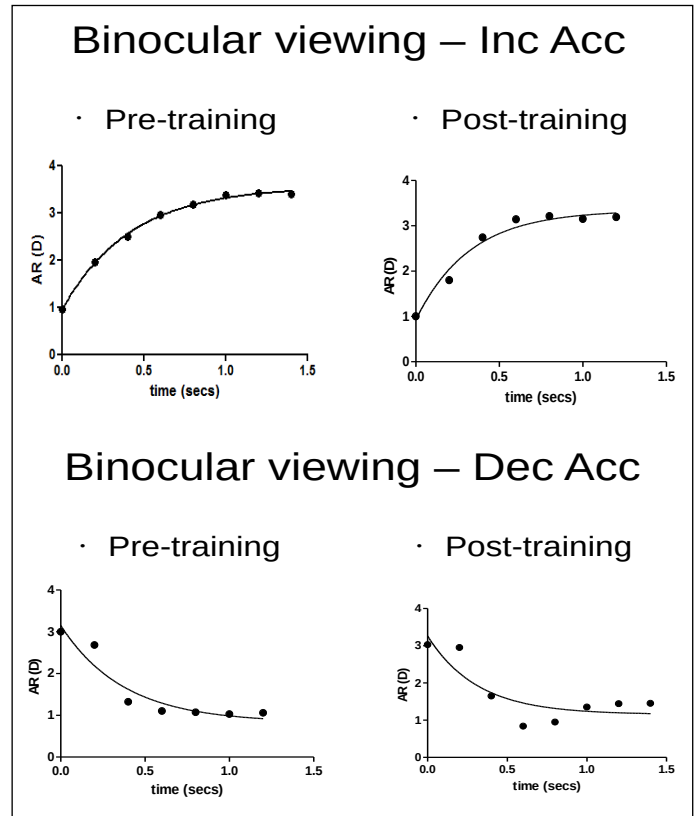 Binocular viewing – Inc Acc
· Pre-training
· Post-training
4
3
2
1
0
AR (D)
0.0 0.5 1.0 1.5
time (secs)
4
3
2
1
0
AR (D)
0.0 0.5 1.0 1.5
time (secs)
Binocular viewing – Dec Acc
· Pre-training
· Post-training
4
3
2
1
0
AR (D)
0.0 0.5 1.0 1.5
time (secs)
4
3
2
1
0
AR (D)
0.0 0.5 1.0 1.5
time (secs)